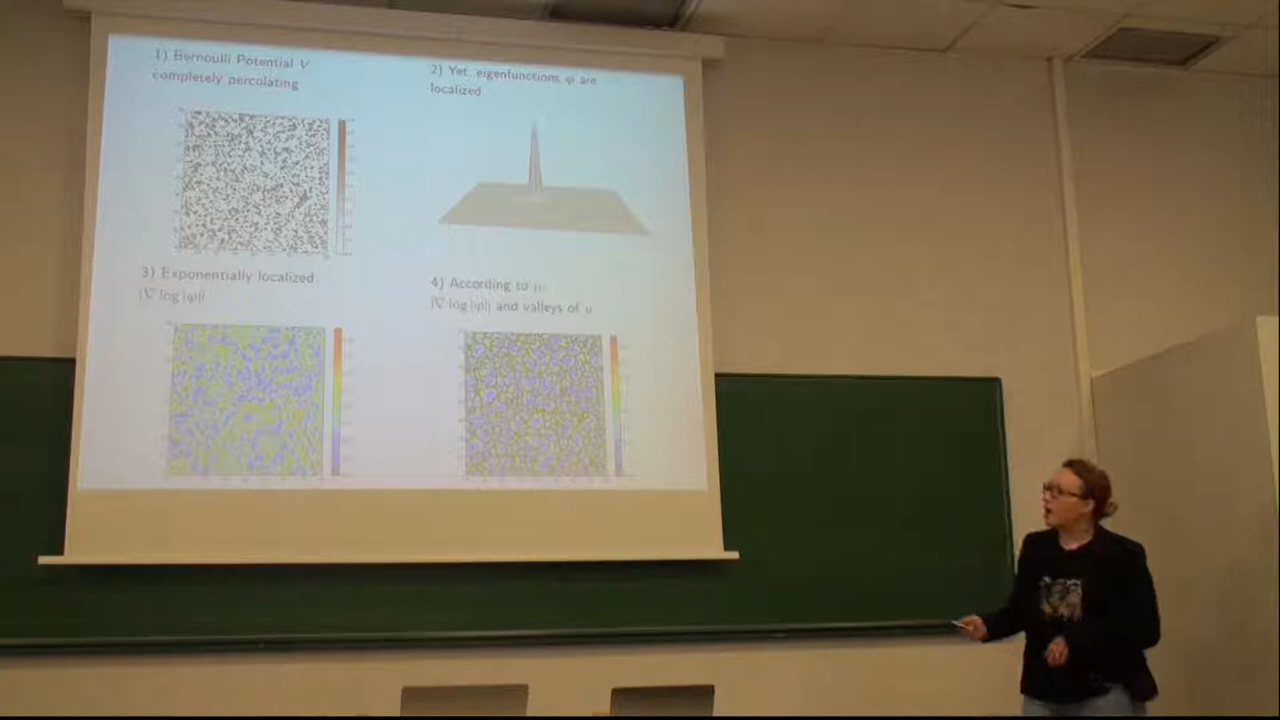 1) Bernoulli Potential V
completely percolating
2) Yet, eigenfunctions φ are
localized
3) Exponentially localized
|∇ log |φ||
4) According to u:
|∇ log |φ|| and valleys of u